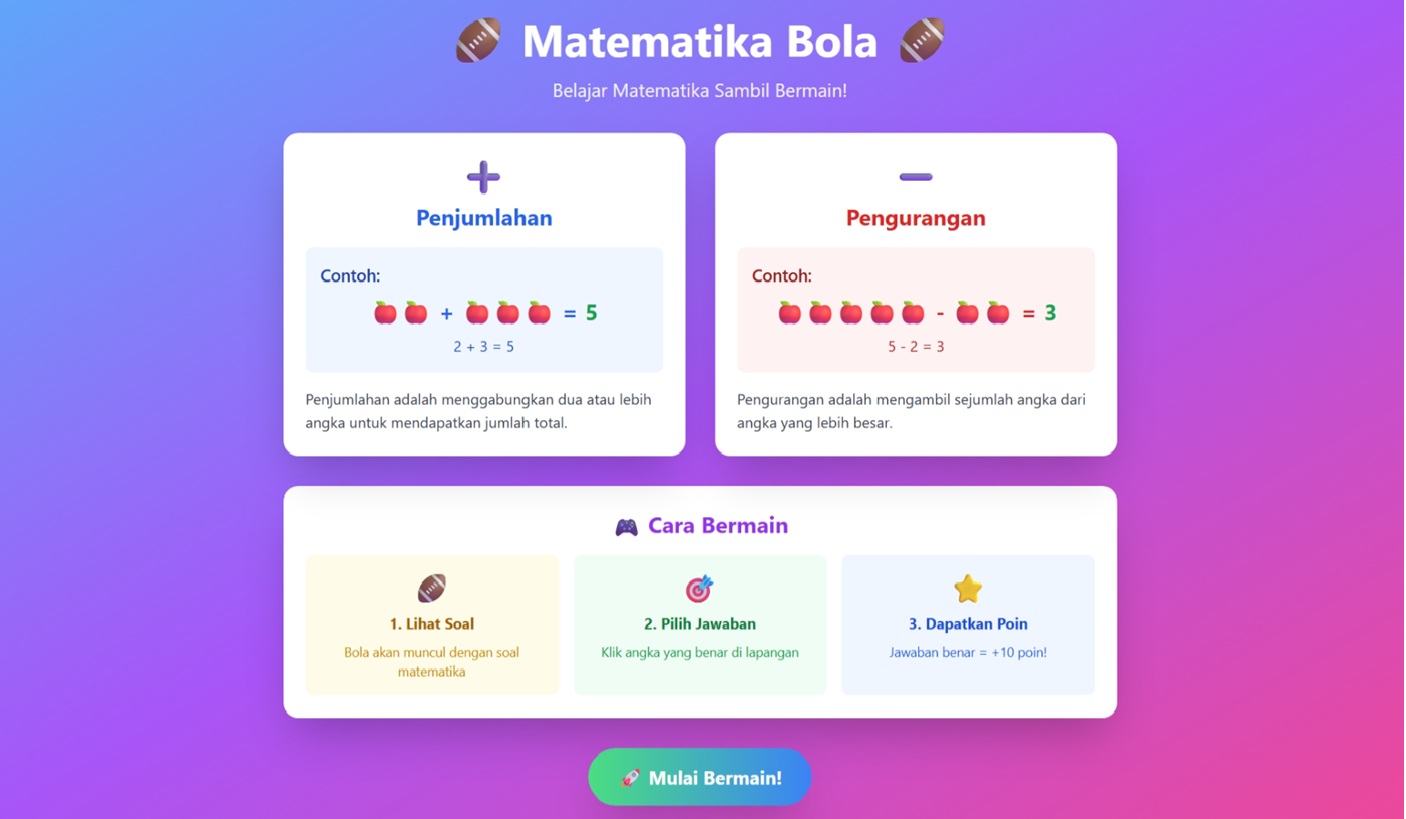 Matematika Bola
Belajar Matematika Sambil Bermain!
Penjumlahan
Contoh:
+ = 5
2 + 3 = 5
Penjumlahan adalah menggabungkan dua atau lebih
angka untuk mendapatkan jumlah total.
Pengurangan
Contoh:
- = 3
5 - 2 = 3
Pengurangan adalah mengambil sejumlah angka dari
angka yang lebih besar.
Cara Bermain
1. Lihat Soal
Bola akan muncul dengan soal
matematika
2. Pilih Jawaban
Klik angka yang benar di lapangan
3. Dapatkan Poin
Jawaban benar = +10 poin!
Mulai Bermain!